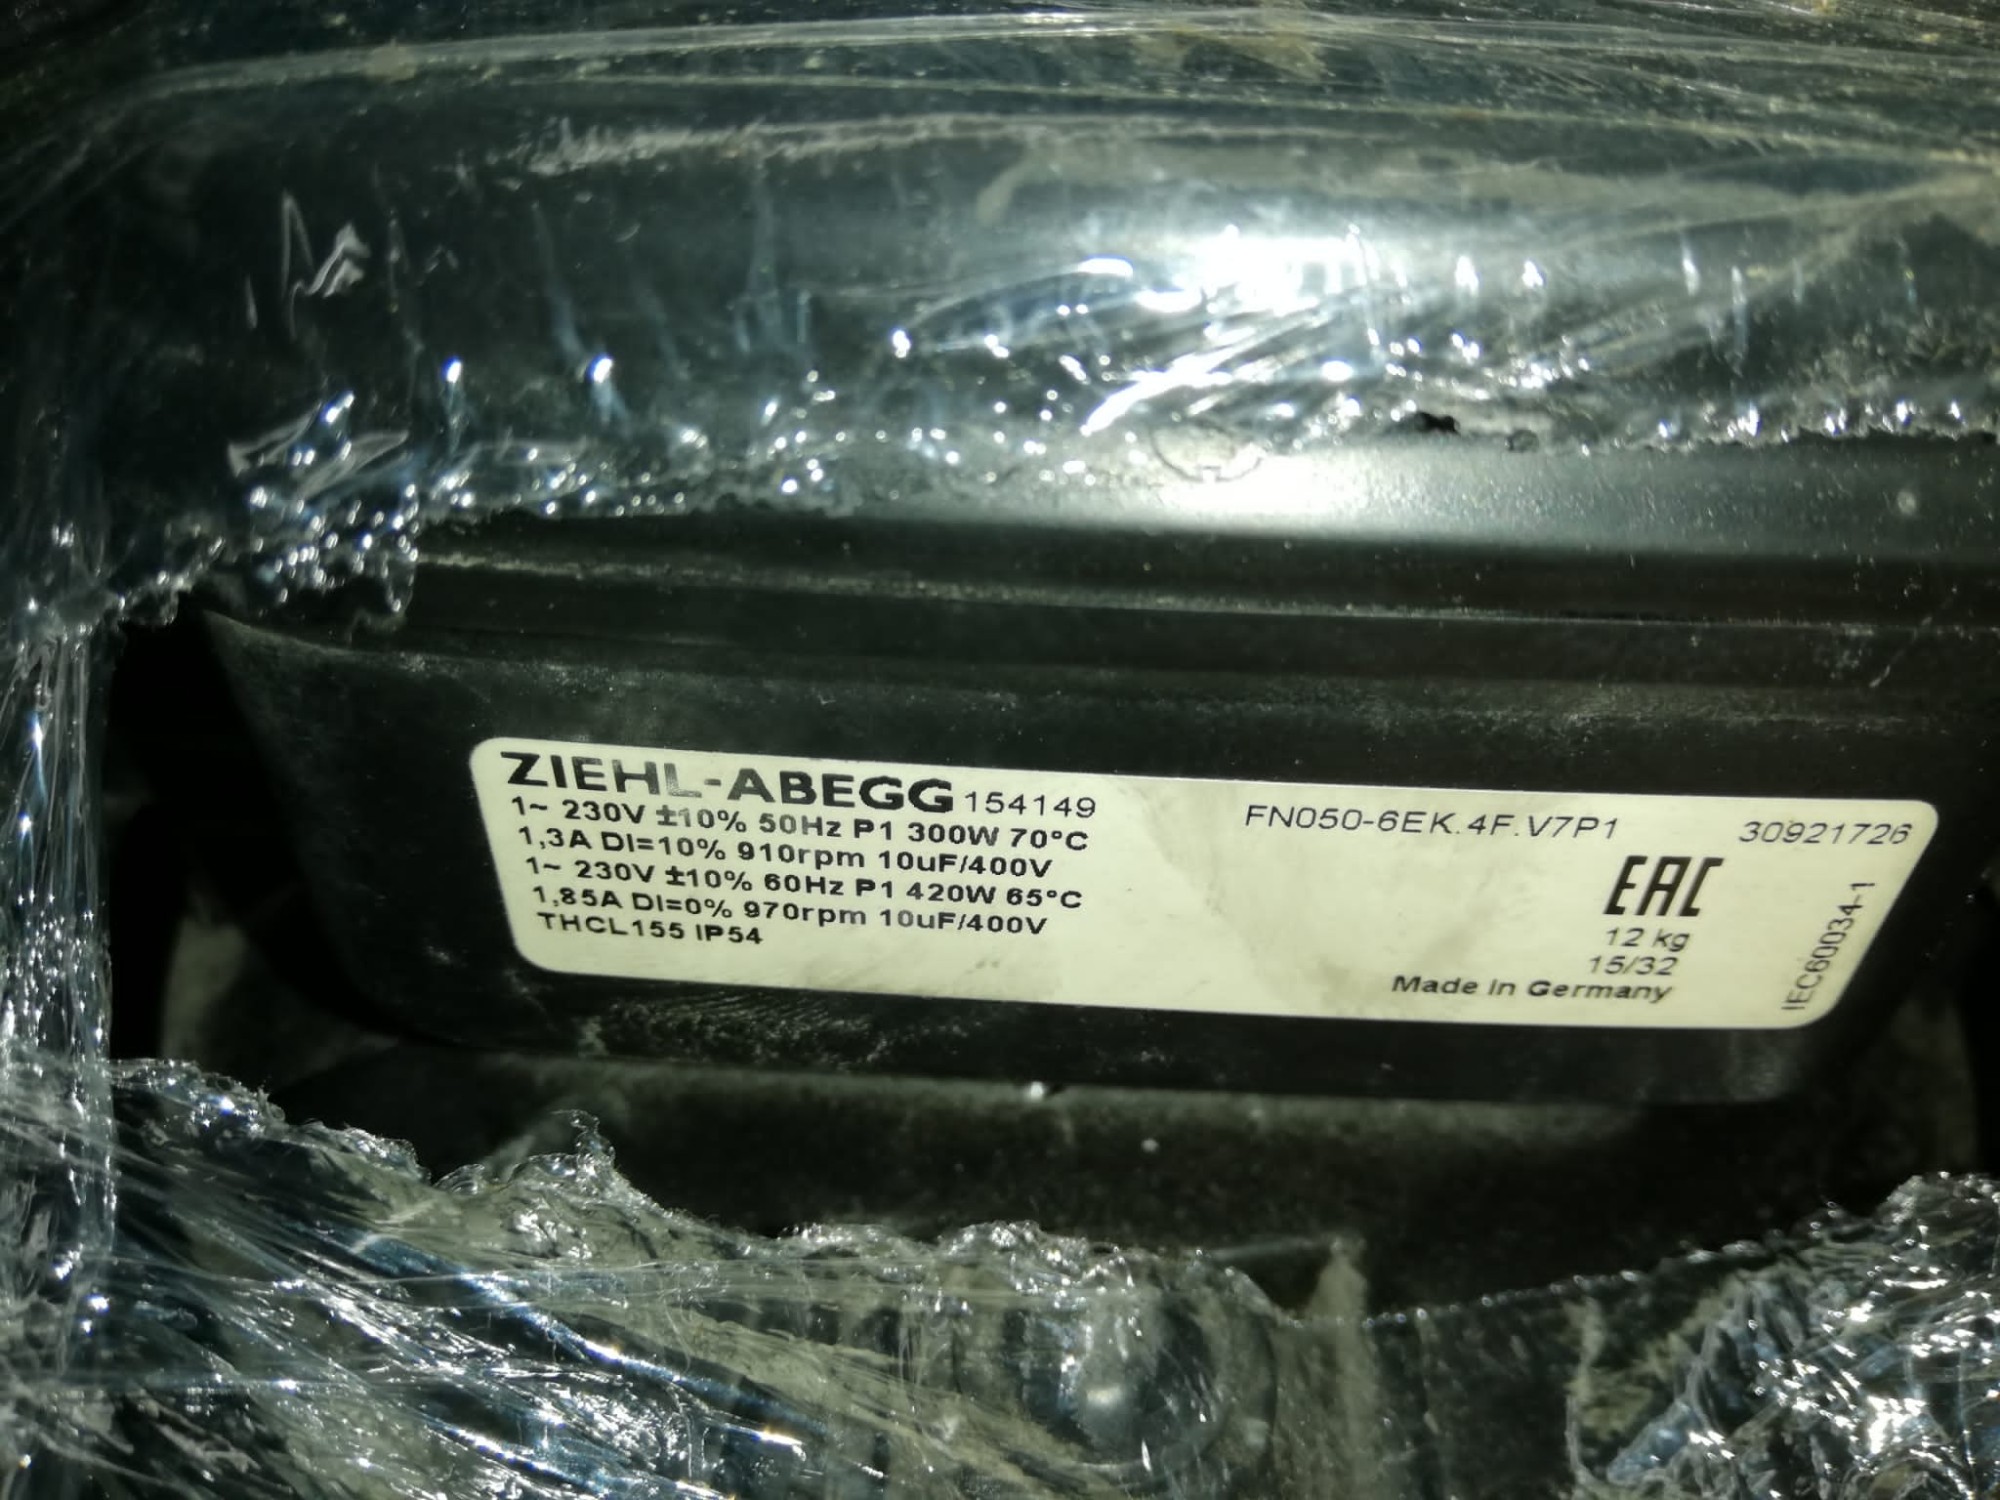 ZIEHL-ABEGG 154149 FN050-6EK.4F.V7P1 30921726
1~ 230V ±10% 50Hz P1 300W 70°C
1,3A DI=10% 910rpm 10uF/400V
1~ 230V ±10% 60Hz P1 420W 65°C
1,85A DI=0% 970rpm 10uF/400V
THCL155 IP54
EAC
12 kg
15/32
Made in Germany
IEC60034-1